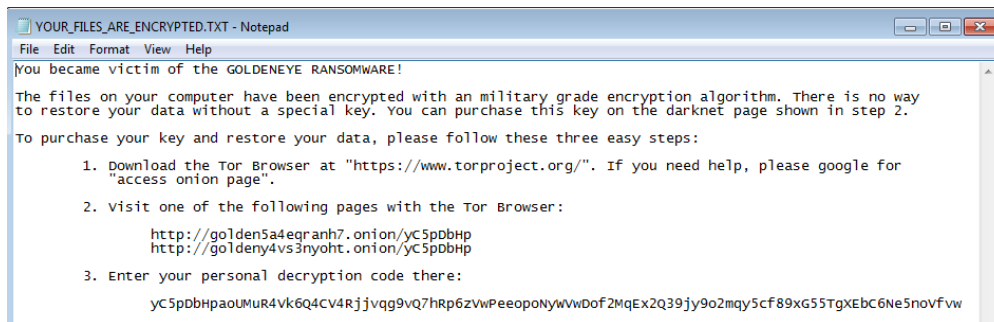 YOUR_FILES_ARE_ENCRYPTED.TXT - Notepad
File Edit Format View Help
You became victim of the GOLDENEYE RANSOMWARE!
The files on your computer have been encrypted with an military grade encryption algorithm. There is no way
to restore your data without a special key. You can purchase this key on the darknet page shown in step 2.
To purchase your key and restore your data, please follow these three easy steps:
1. Download the Tor Browser at "https://www.torproject.org/". If you need help, please google for
"access onion page".
2. Visit one of the following pages with the Tor Browser:
http://golden5a4eqranh7.onion/yC5pDbHp
http://goldeny4vs3nyoht.onion/yC5pDbHp
3. Enter your personal decryption code there:
yC5pDbHpaoUMuR4Vk6Q4CV4Rjjvqg9vQ7hRp6zVwPeeopoNyWVwDof2MqEx2Q39jy9o2mqy5cf89xG55TgXEbC6Ne5noVfvw